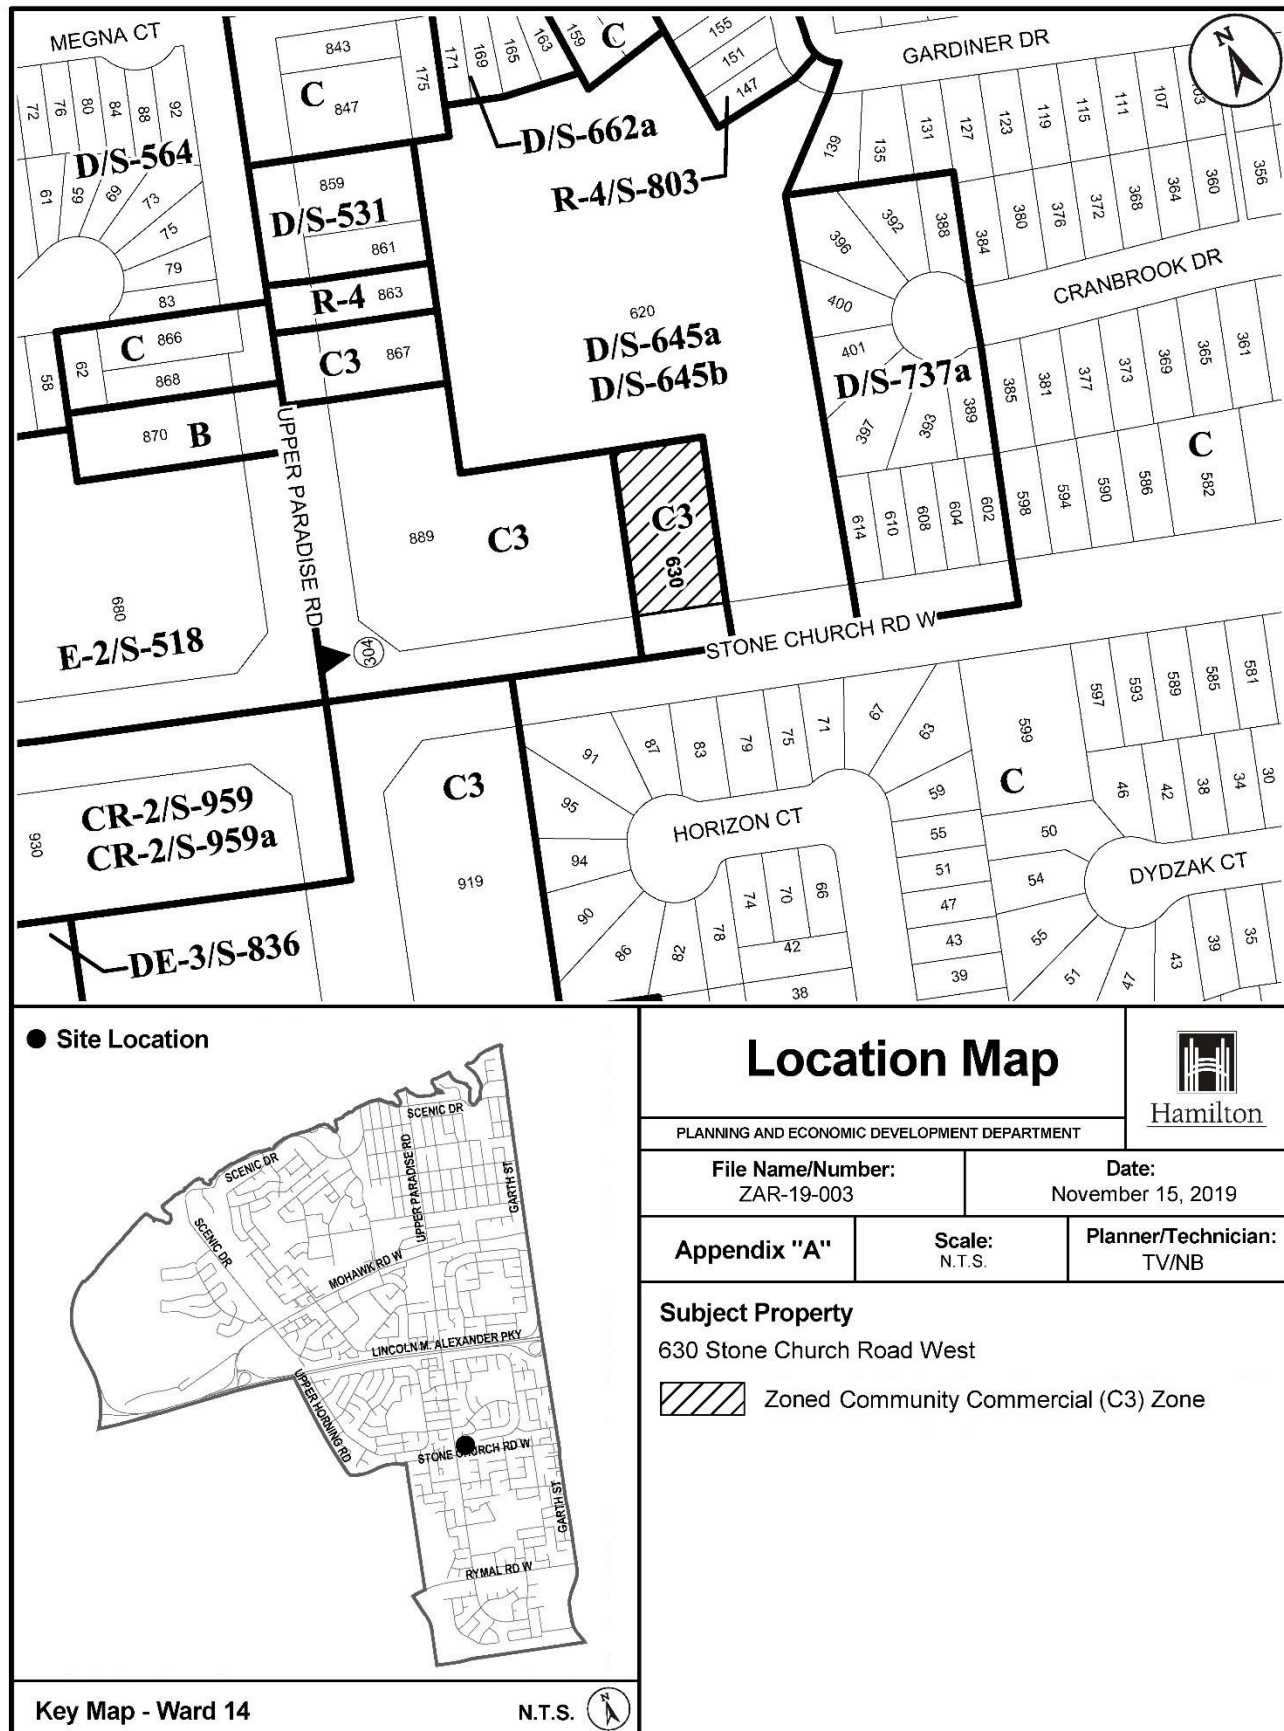 MEGNA CT
843
C
847
175
171
169
165
163
159
C
155
151
147
GARDINER DR
N
72
76
80
84
88
92
D/S-564
61
65
69
73
75
79
83
D/S-662a
R-4/S-803
139
135
131
127
123
119
115
111
107
103
859
D/S-531
861
R-4 863
C3 867
396
392
388
384
380
376
372
368
364
360
356
CRANBROOK DR
400
401
D/S-737a
397
393
389
385
381
377
373
369
365
361
620
D/S-645a
D/S-645b
C 866
868
62
58
870 B
UPPER PARADISE RD
889
C3
C3
630
614
610
608
604
602
598
594
590
586
C
582
680
E-2/S-518
304
STONE CHURCH RD W
CR-2/S-959
CR-2/S-959a
930
C3
919
DE-3/S-836
91
87
83
79
75
71
67
63
95
94
90
86
82
78
74
70
66
42
38
HORIZON CT
59
55
51
47
43
39
599
C
597
593
589
585
581
46
42
38
34
30
50
54
55
51
47
43
39
35
DYDZAK CT
Site Location
SCENIC DR
SCENIC DR
SCENIC DR
UPPER PARADISE RD
GARTH ST
MOHAWK RD W
LINCOLN M. ALEXANDER PKY
UPPER HORNING RD
STONE CHURCH RD W
GARTH ST
RYMAL RD W
Key Map - Ward 14
N.T.S.
N
Location Map
Hamilton
PLANNING AND ECONOMIC DEVELOPMENT DEPARTMENT
File Name/Number:
ZAR-19-003
Date:
November 15, 2019
Appendix "A"
Scale:
N.T.S.
Planner/Technician:
TV/NB
Subject Property
630 Stone Church Road West
Zoned Community Commercial (C3) Zone